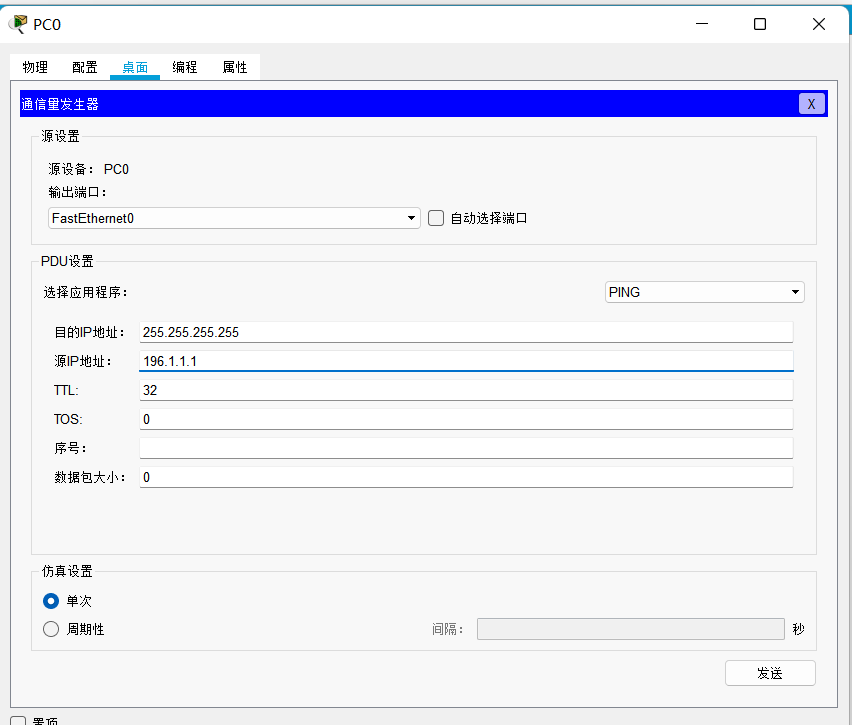 PC0
物理 配置 桌面 编程 属性
通信量发生器 X
源设置
源设备： PC0
输出端口：
FastEthernet0 自动选择端口
PDU设置
选择应用程序： PING
目的IP地址： 255.255.255.255
源IP地址： 196.1.1.1
TTL: 32
TOS: 0
序号：
数据包大小： 0
仿真设置
单次
周期性 间隔： 秒
发送
置顶